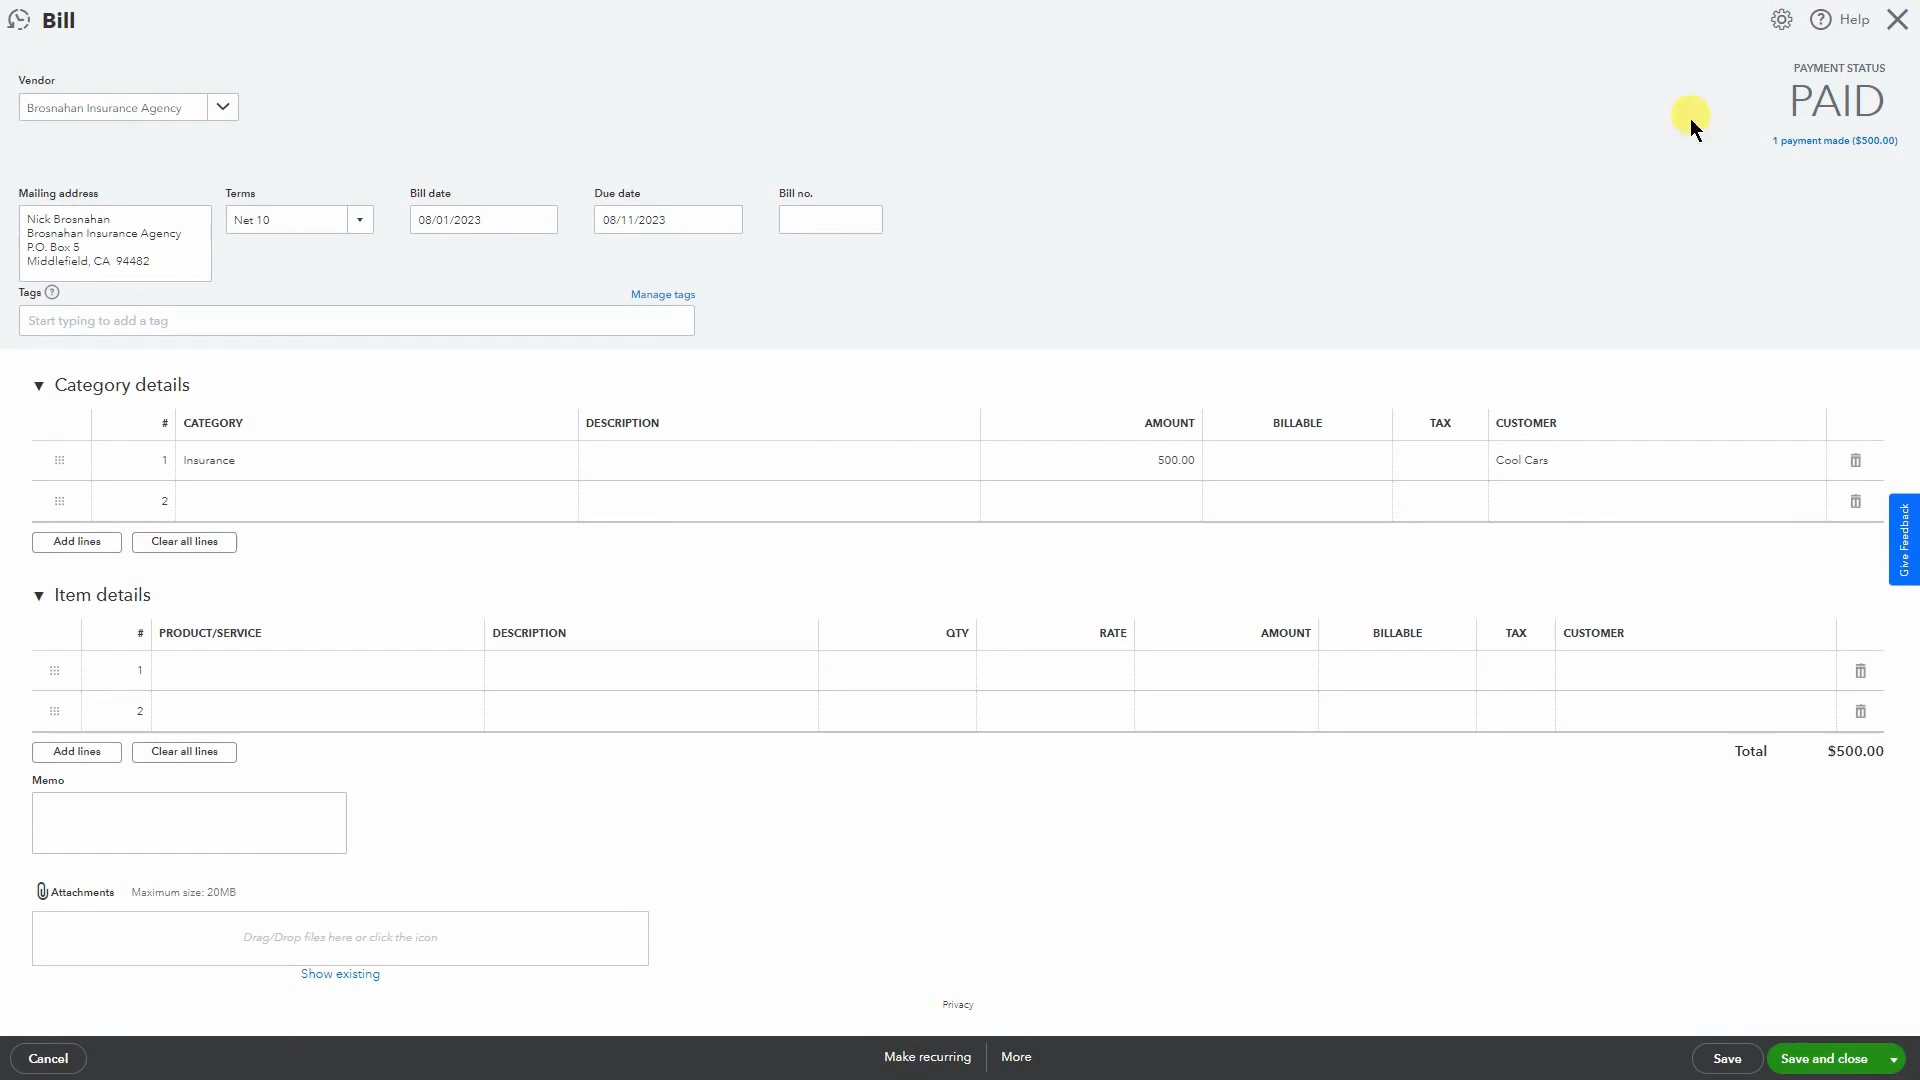 Bill
Help
Vendor
Brosnahan Insurance Agency
PAYMENT STATUS
PAID
1 payment made ($500.00)
Mailing address
Terms
Bill date
Due date
Bill no.
Nick Brosnahan
Brosnahan Insurance Agency
P.O. Box 5
Middlefield, CA 94482
Net 10
08/01/2023
08/11/2023
Tags ?
Manage tags
Start typing to add a tag
Category details
# CATEGORY DESCRIPTION AMOUNT BILLABLE TAX CUSTOMER
1 Insurance 500.00 Cool Cars
2
Add lines Clear all lines
Give Feedback
Item details
# PRODUCT/SERVICE DESCRIPTION QTY RATE AMOUNT BILLABLE TAX CUSTOMER
1
2
Add lines Clear all lines
Total $500.00
Memo
Attachments Maximum size: 20MB
Drag/Drop files here or click the icon
Show existing
Privacy
Cancel
Make recurring
More
Save
Save and close